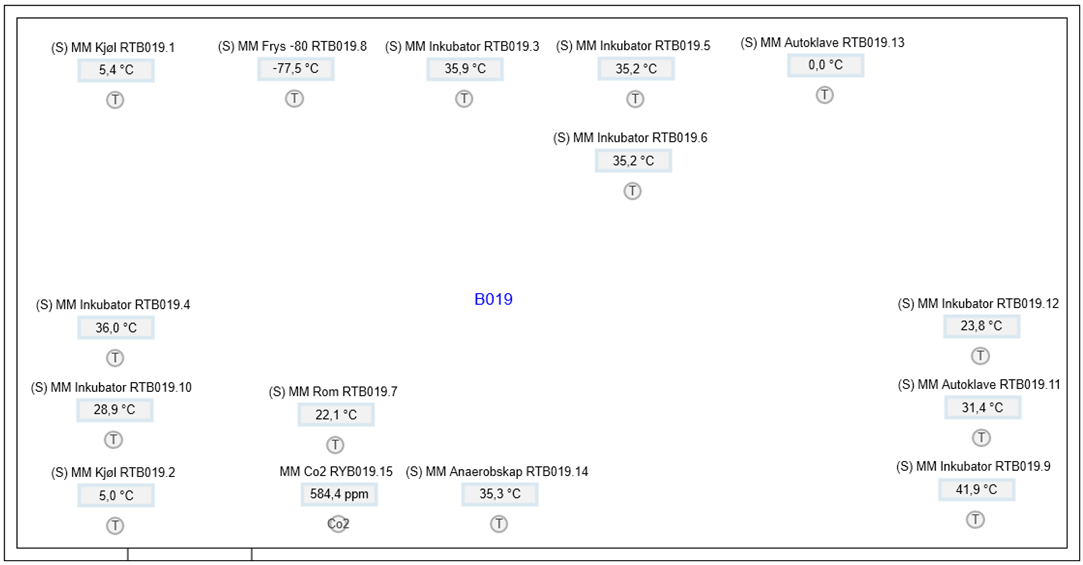 (S) MM Kjøl RTB019.1
5,4 °C
T
(S) MM Frys -80 RTB019.8
-77,5 °C
T
(S) MM Inkubator RTB019.3
35,9 °C
T
(S) MM Inkubator RTB019.5
35,2 °C
T
(S) MM Autoklave RTB019.13
0,0 °C
T
(S) MM Inkubator RTB019.6
35,2 °C
T
B019
(S) MM Inkubator RTB019.4
36,0 °C
T
(S) MM Inkubator RTB019.12
23,8 °C
T
(S) MM Inkubator RTB019.10
28,9 °C
T
(S) MM Rom RTB019.7
22,1 °C
T
(S) MM Autoklave RTB019.11
31,4 °C
T
(S) MM Kjøl RTB019.2
5,0 °C
T
MM Co2 RYB019.15
584,4 ppm
Co2
(S) MM Anaerobskap RTB019.14
35,3 °C
T
(S) MM Inkubator RTB019.9
41,9 °C
T